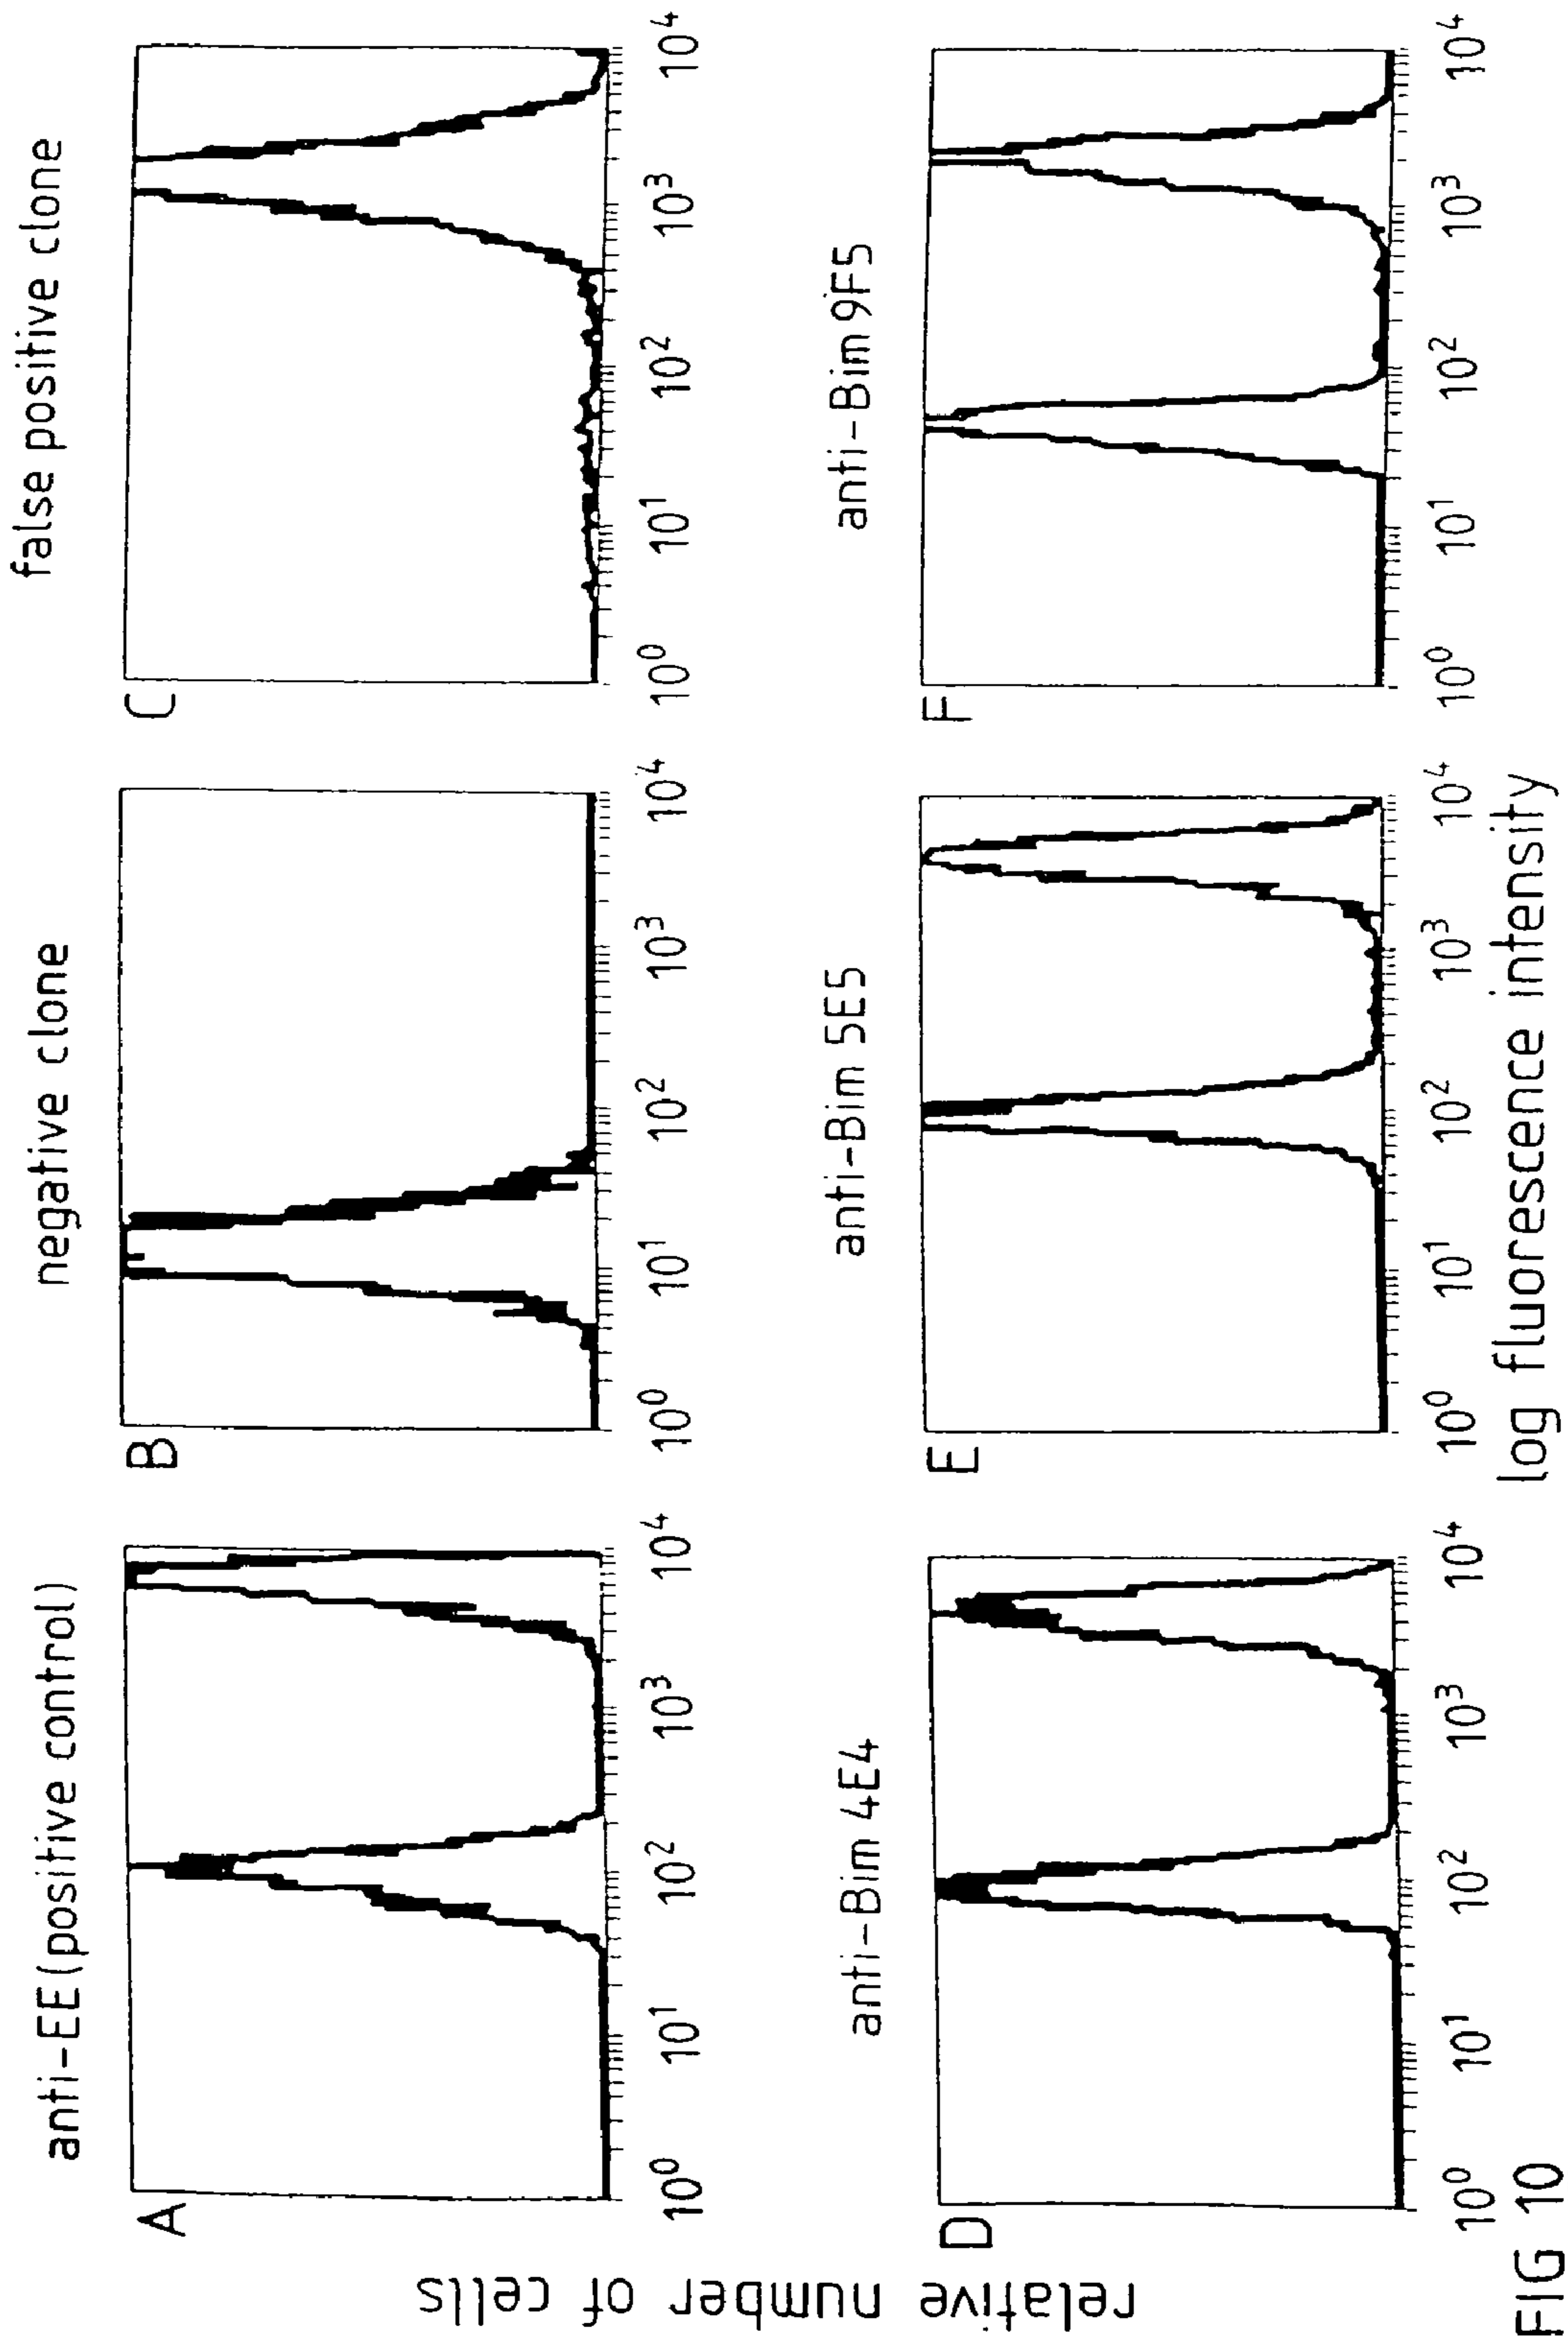 anti-EE (positive control)
negative clone
false positive clone
A
B
C
10⁰ 10¹ 10² 10³ 10⁴
10⁰ 10¹ 10² 10³ 10⁴
10⁰ 10¹ 10² 10³ 10⁴
relative number of cells
anti-Bim 4E4
anti-Bim 5E5
anti-Bim 9F5
D
E
F
10⁰ 10¹ 10² 10³ 10⁴
10⁰ 10¹ 10² 10³ 10⁴
10⁰ 10¹ 10² 10³ 10⁴
log fluorescence intensity
FIG 10